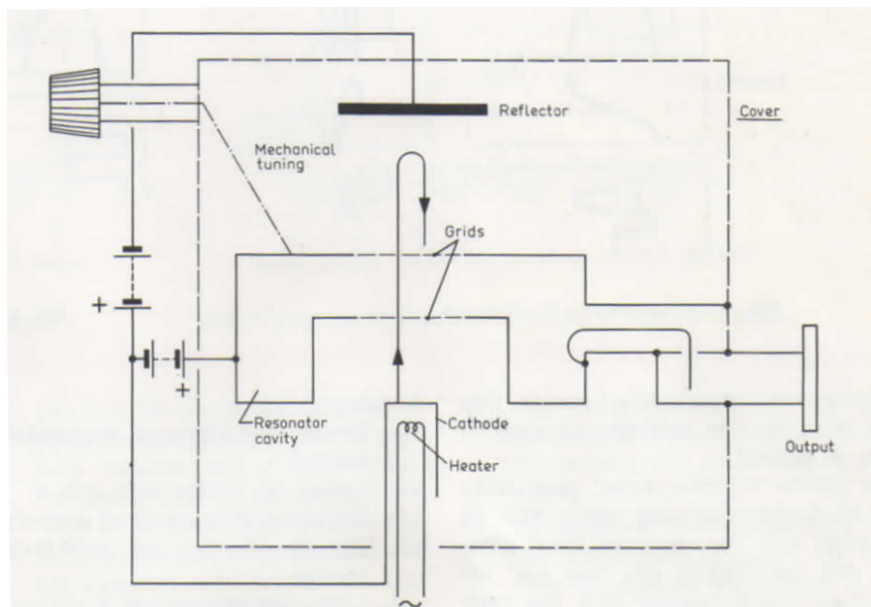 Reflector
Cover
Mechanical
tuning
Grids
+
+
Resonator
cavity
Cathode
Heater
Output
~